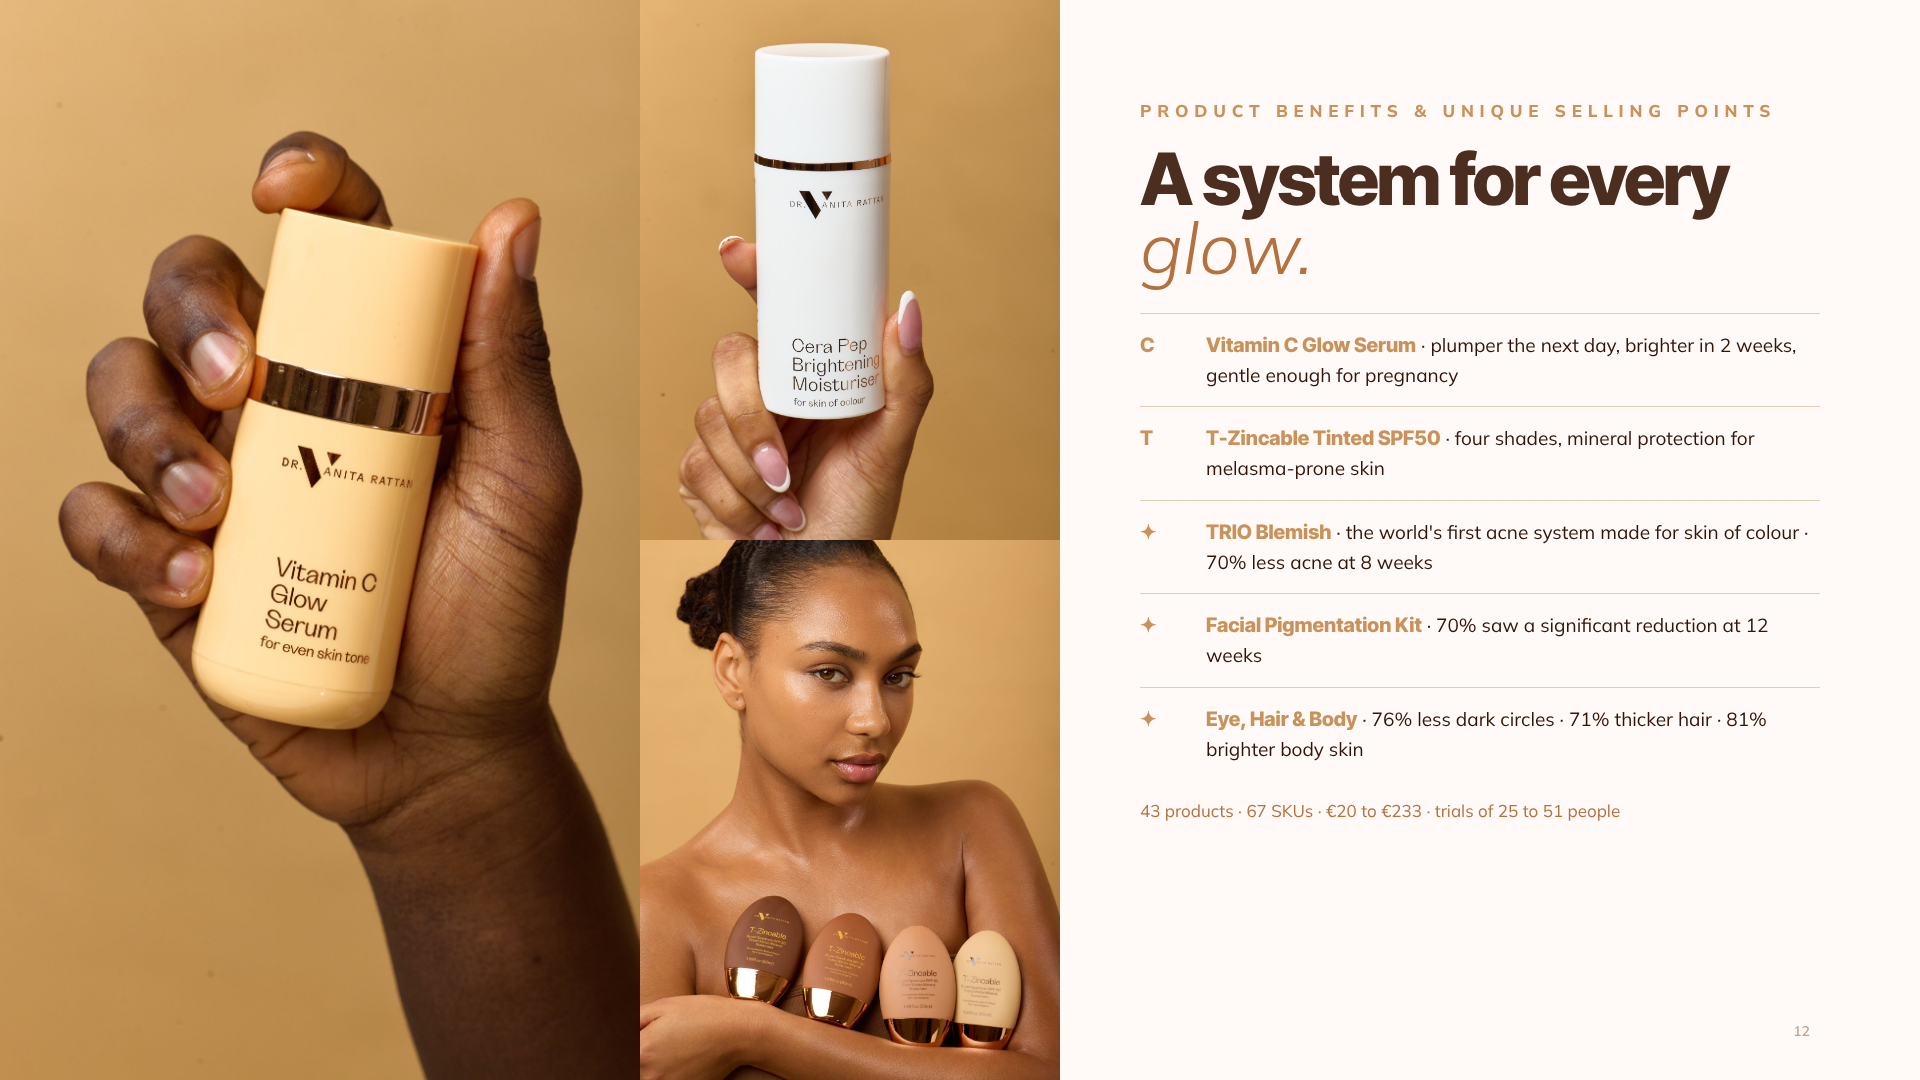 PRODUCT BENEFITS & UNIQUE SELLING POINTS
A system for every
glow.
C
Vitamin C Glow Serum · plumper the next day, brighter in 2 weeks,
gentle enough for pregnancy
T
T-Zincable Tinted SPF50 · four shades, mineral protection for
melasma-prone skin
✦
TRIO Blemish · the world's first acne system made for skin of colour ·
70% less acne at 8 weeks
✦
Facial Pigmentation Kit · 70% saw a significant reduction at 12
weeks
✦
Eye, Hair & Body · 76% less dark circles · 71% thicker hair · 81%
brighter body skin
43 products · 67 SKUs · €20 to €233 · trials of 25 to 51 people
12
DR. VANITA RATTAN
Vitamin C
Glow
Serum
for even skin tone
DR. VANITA RATTAN
Cera Pep
Brightening
Moisturiser
for skin of colour
T-Zincable
T-Zincable
T-Zincable
T-Zincable